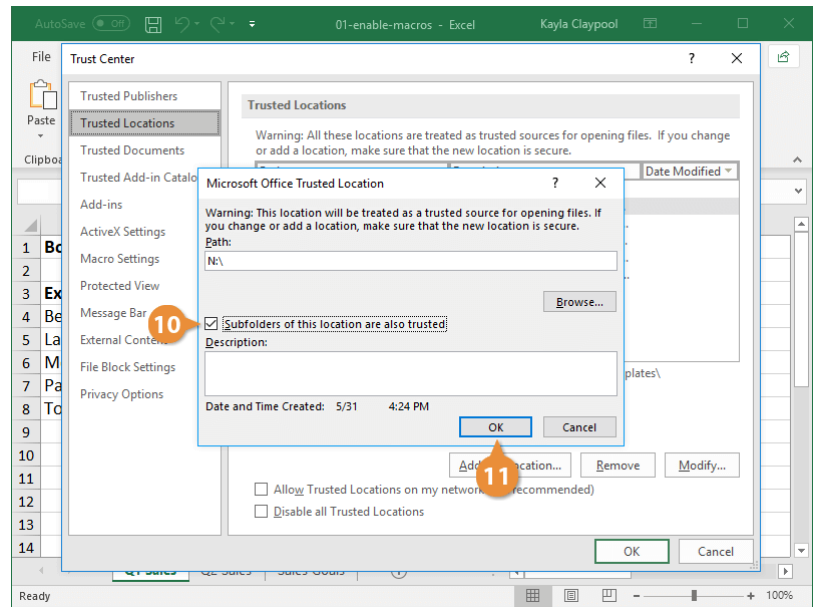 AutoSave Off 01-enable-macros - Excel Kayla Claypool
File
Trust Center ?
Paste
Clipboa
Trusted Publishers
Trusted Locations
Trusted Documents
Trusted Add-in Catalo
Add-ins
ActiveX Settings
Macro Settings
Protected View
Message Bar
External Conten
File Block Settings
Privacy Options
Trusted Locations
Warning: All these locations are treated as trusted sources for opening files. If you change
or add a location, make sure that the new location is secure.
Date Modified
Microsoft Office Trusted Location ?
Warning: This location will be treated as a trusted source for opening files. If
you change or add a location, make sure that the new location is secure.
Path:
N:\
Browse...
10
Subfolders of this location are also trusted
Description:
Date and Time Created: 5/31 4:24 PM
OK Cancel
11
plates\
Add cation... Remove Modify...
Allow Trusted Locations on my network ecommended)
Disable all Trusted Locations
OK Cancel
1 Bo
2
3 Ex
4 Be
5 La
6 M
7 Pa
8 To
9
10
11
12
13
14
Q1 Sales Q2 Sales Sales Goals
Ready 100%